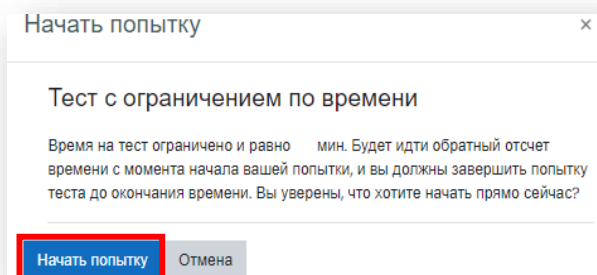 Начать попытку ×
Тест с ограничением по времени
Время на тест ограничено и равно мин. Будет идти обратный отсчет
времени с момента начала вашей попытки, и вы должны завершить попытку
теста до окончания времени. Вы уверены, что хотите начать прямо сейчас?
Начать попытку Отмена